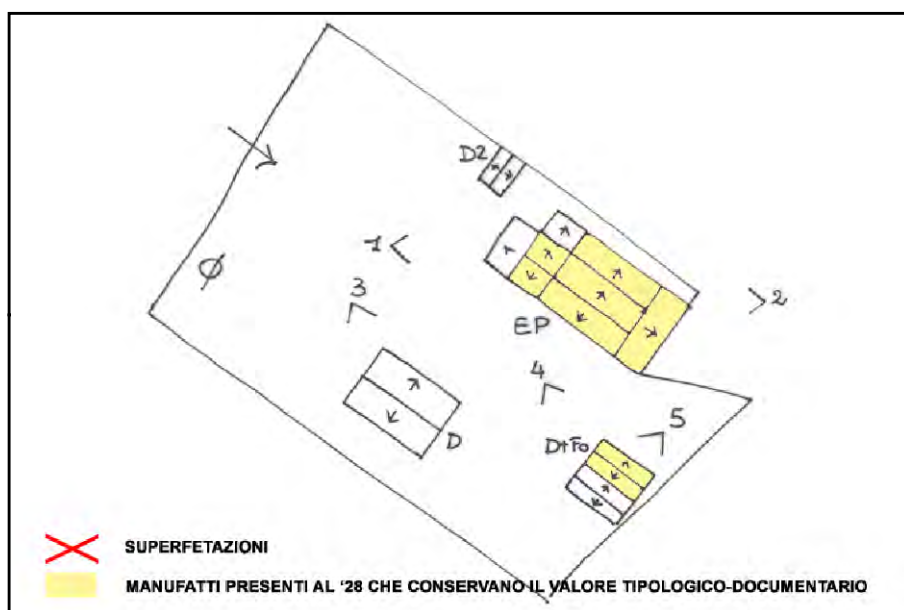 D2
1
3
2
EP
4
5
D
D+Fo
SUPERFETAZIONI
MANUFATTI PRESENTI AL '28 CHE CONSERVANO IL VALORE TIPOLOGICO-DOCUMENTARIO